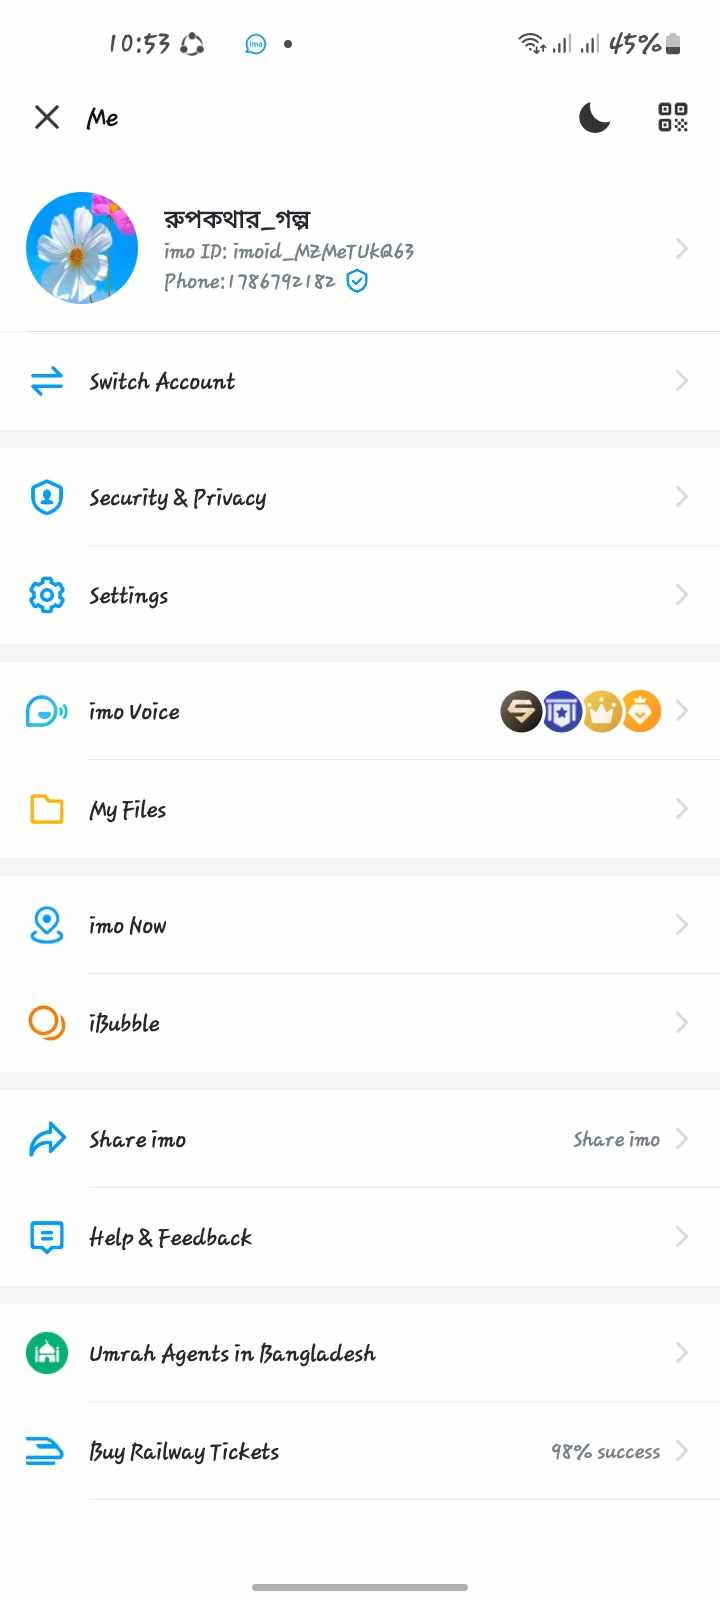 10:53 imo 45%
Me
রুপকথার_গল্প
imo ID: imoid_MZMeTUkQ63
Phone:1786792182
Switch Account
Security & Privacy
Settings
imo Voice
My Files
imo Now
iBubble
Share imo Share imo
Help & Feedback
Umrah Agents in Bangladesh
Buy Railway Tickets 98% success